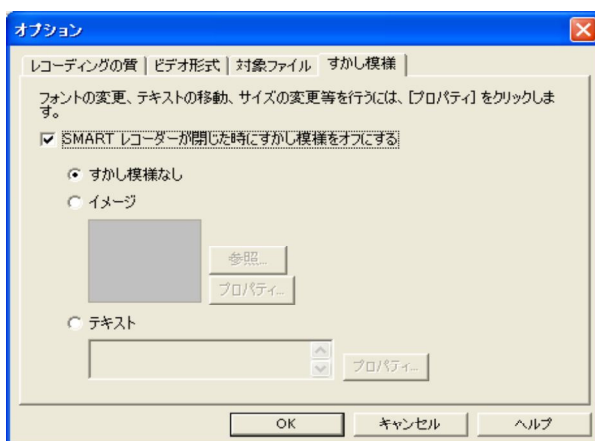 オプション
レコーディングの質 ビデオ形式 対象ファイル すかし模様
フォントの変更、テキストの移動、サイズの変更等を行うには、[プロパティ] をクリックしま
す。
SMART レコーダーが閉じた時にすかし模様をオフにする
すかし模様なし
イメージ
参照...
プロパティ...
テキスト
プロパティ...
OK キャンセル ヘルプ